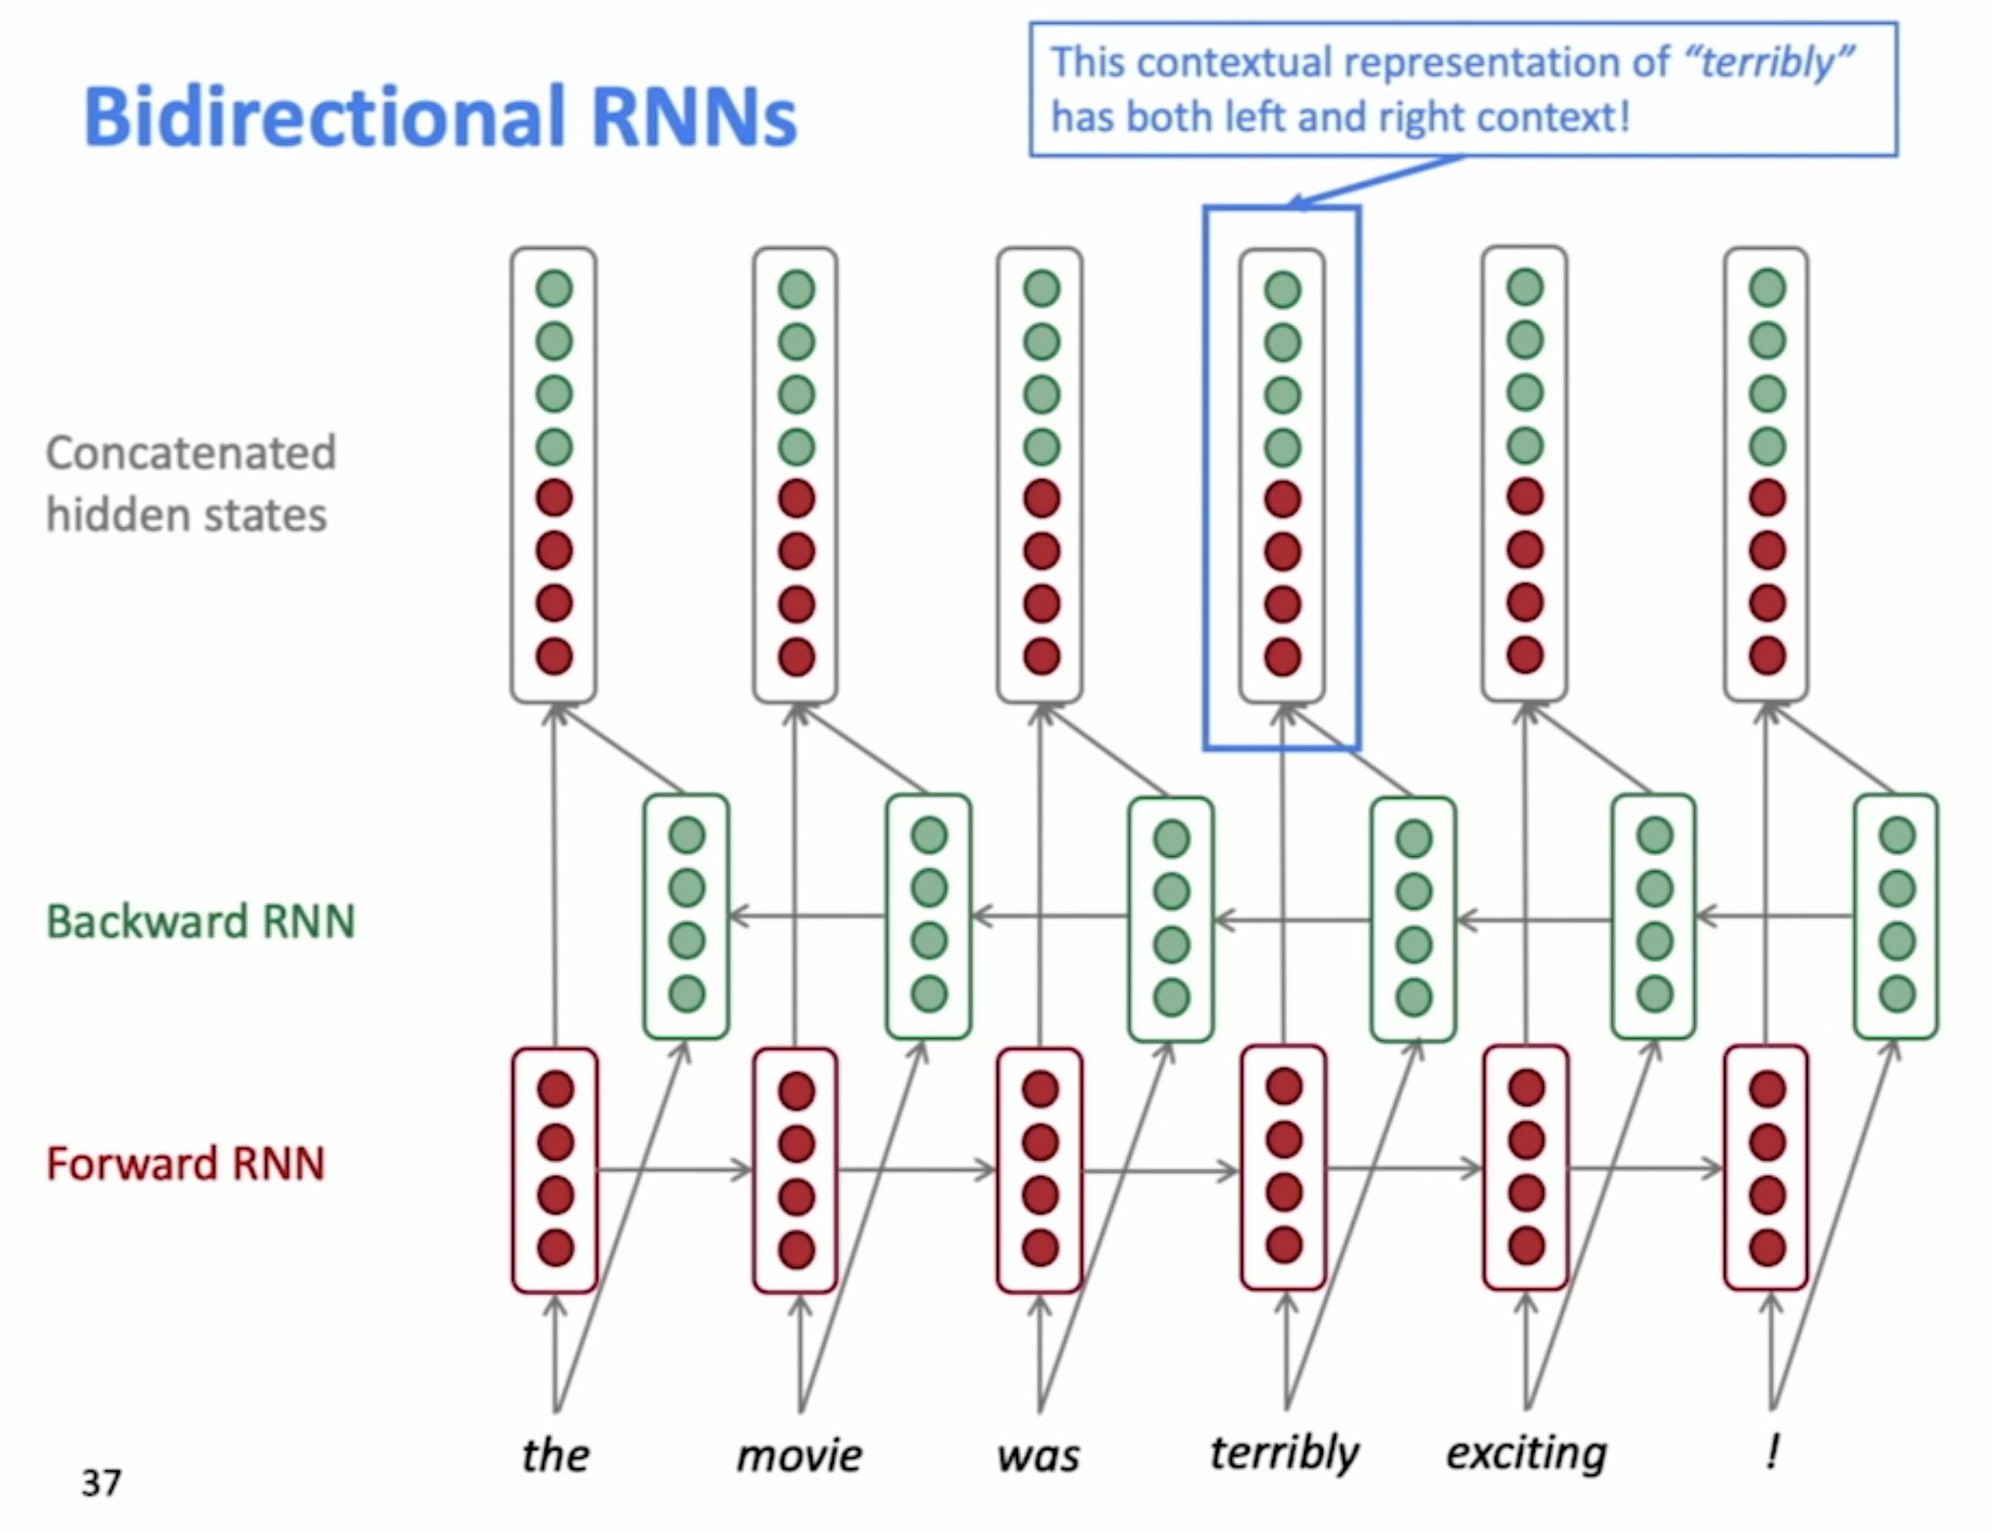 Bidirectional RNNs
This contextual representation of “terribly”
has both left and right context!
Concatenated
hidden states
Backward RNN
Forward RNN
the movie was terribly exciting !
37